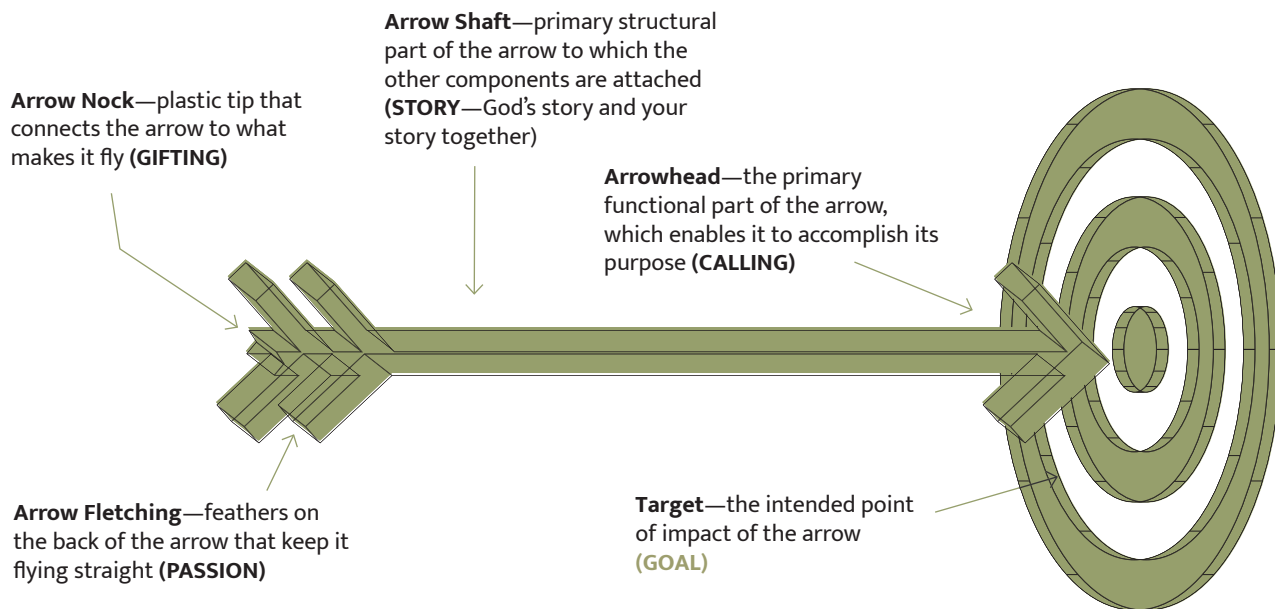 Arrow Shaft—primary structural
part of the arrow to which the
other components are attached
(STORY—God’s story and your
story together)
Arrow Nock—plastic tip that
connects the arrow to what
makes it fly (GIFTING)
Arrowhead—the primary
functional part of the arrow,
which enables it to accomplish its
purpose (CALLING)
Arrow Fletching—feathers on
the back of the arrow that keep it
flying straight (PASSION)
Target—the intended point
of impact of the arrow
(GOAL)